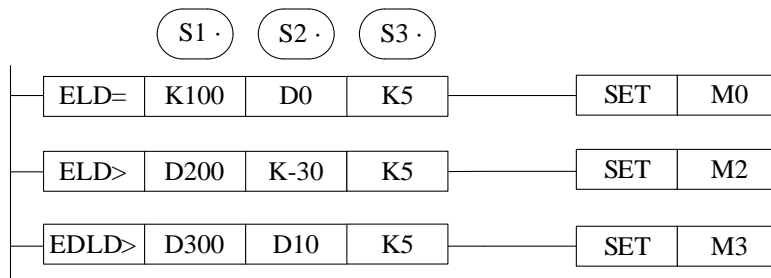 S1 · S2 · S3 ·
ELD= K100 D0 K5 SET M0
ELD> D200 K-30 K5 SET M2
EDLD> D300 D10 K5 SET M3